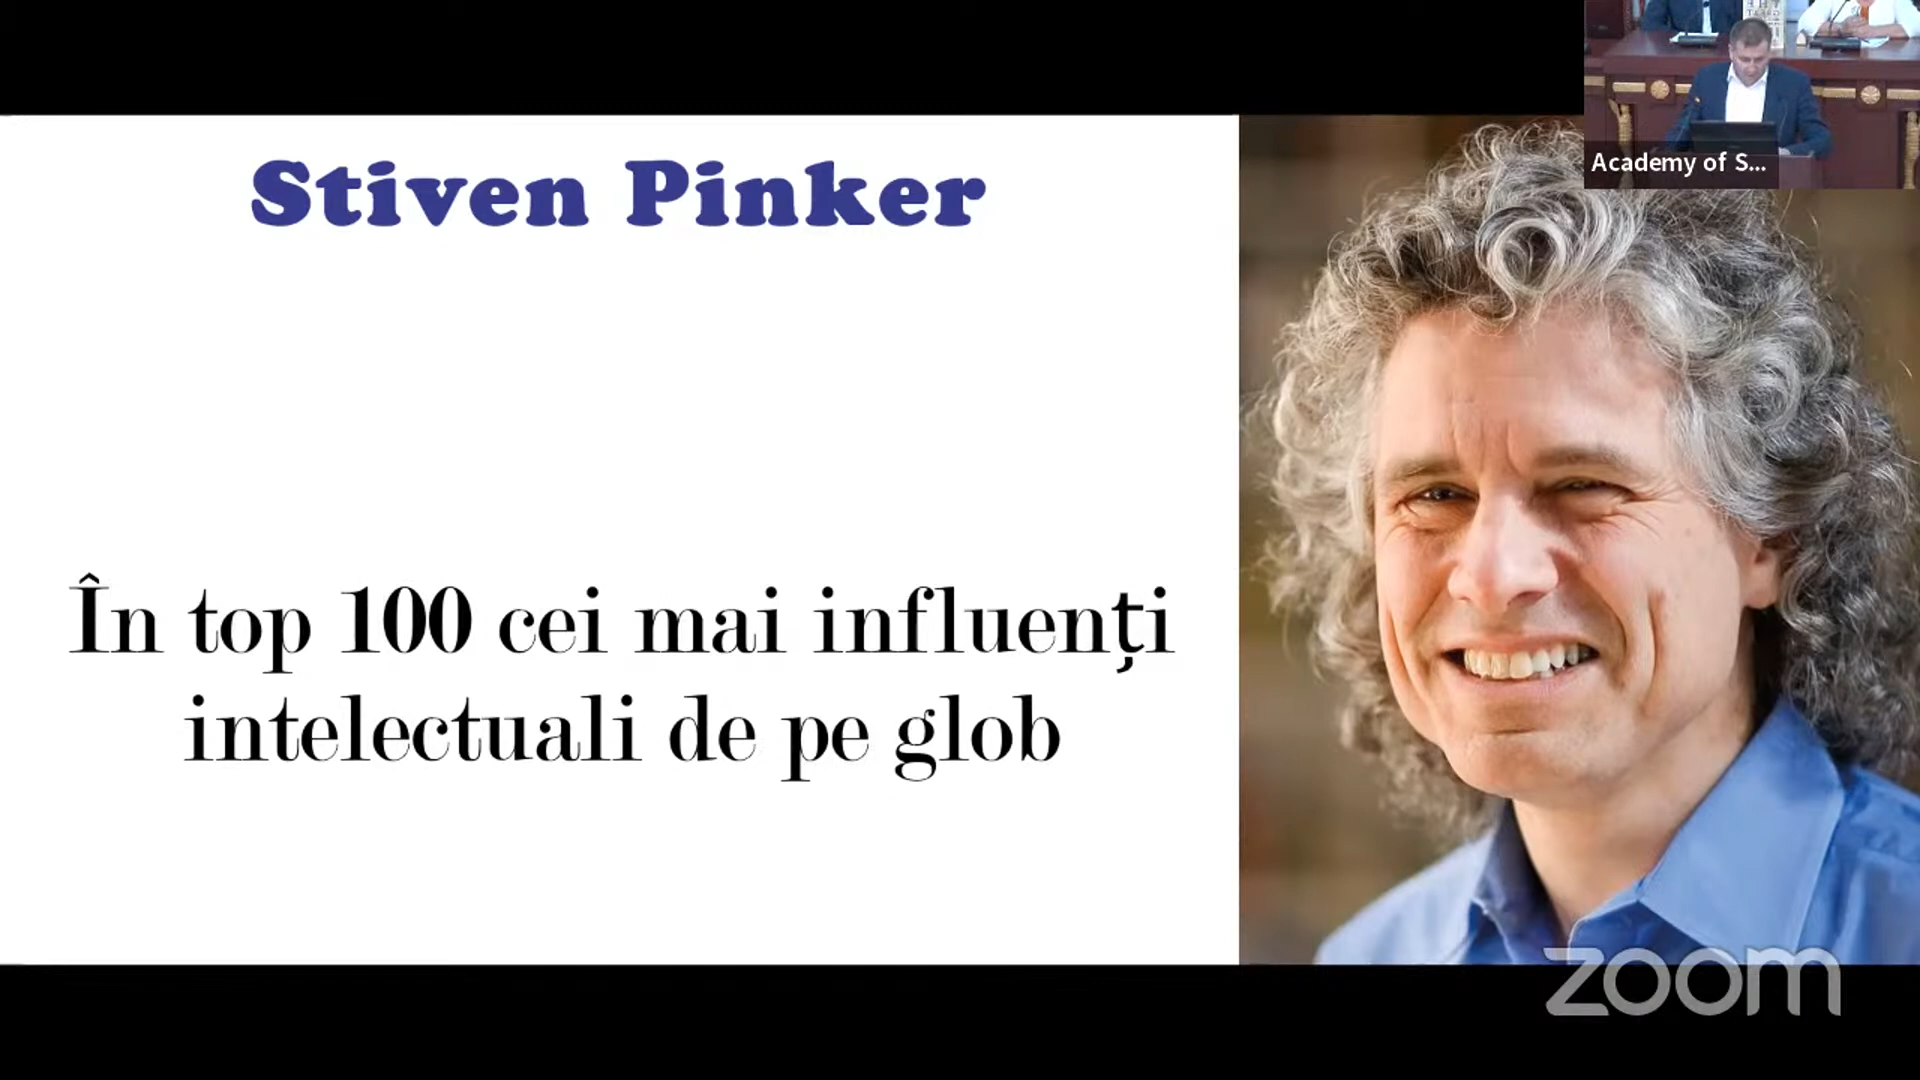 Stiven Pinker
În top 100 cei mai influenți
intelectuali de pe glob
Academy of S...
zoom